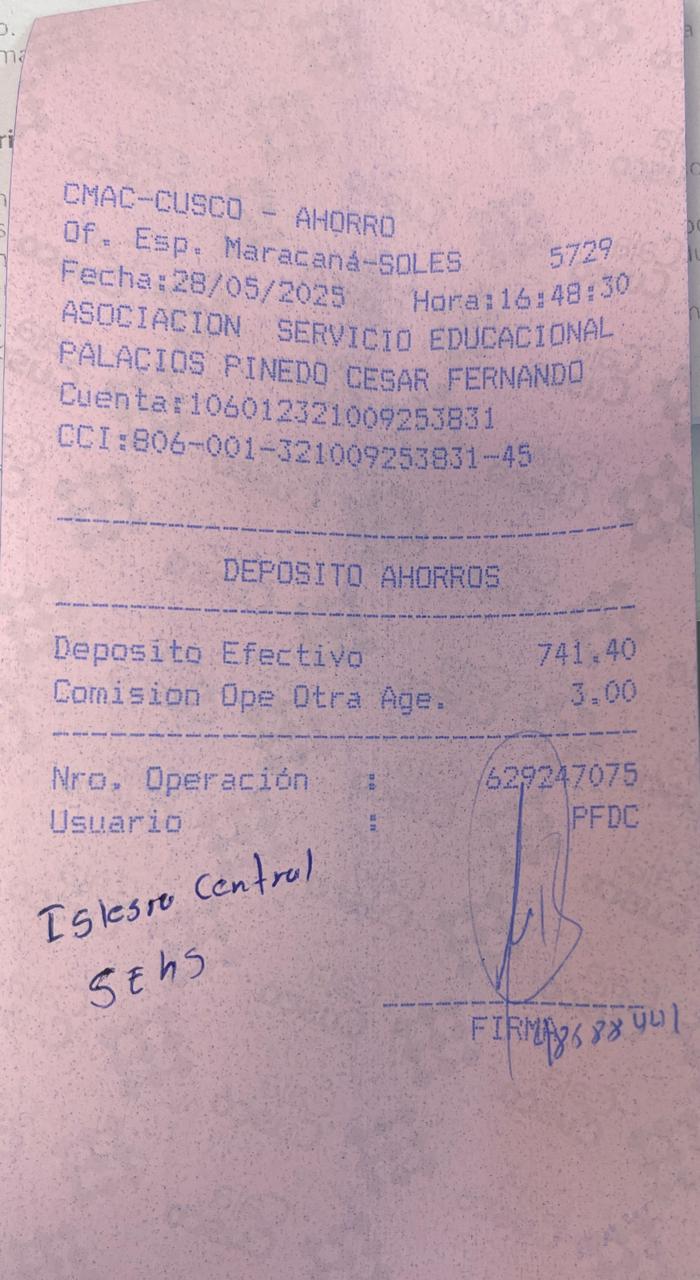 CMAC-CUSCO - AHORRO
Of. Esp. Maracaná-SOLES 5729
Fecha:28/05/2025 Hora:16:48:30
ASOCIACION SERVICIO EDUCACIONAL
PALACIOS PINEDO CESAR FERNANDO
Cuenta:106012321009253831
CCI:806-001-321009253831-45
DEPOSITO AHORROS
Deposito Efectivo 741.40
Comision Ope Otra Age. 3.00
Nro. Operación : 629247075
Usuario : PFDC
Iglesia Central
SEhS
FIRMA